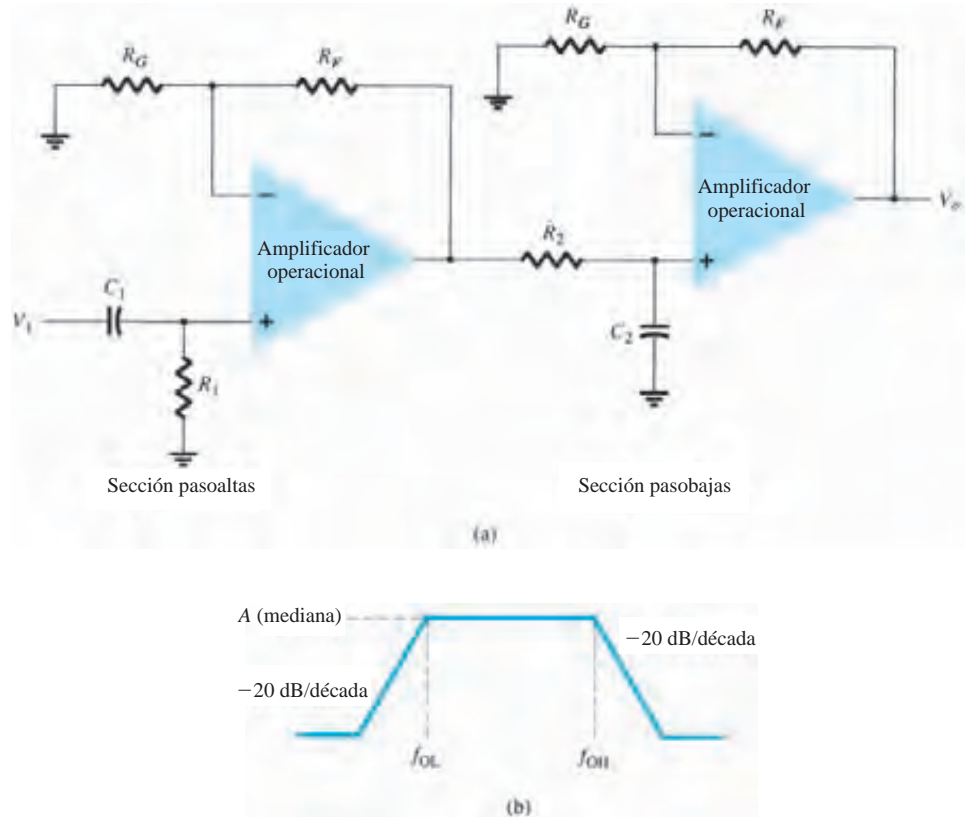 R_G
R_F
R_G
R_F
Amplificador
operacional
Amplificador
operacional
−
+
−
+
V_1
C_1
R_1
R_2
C_2
V_o
Sección pasoaltas
Sección pasobajas
(a)
A (mediana)
−20 dB/década
−20 dB/década
f_OL
f_OH
(b)